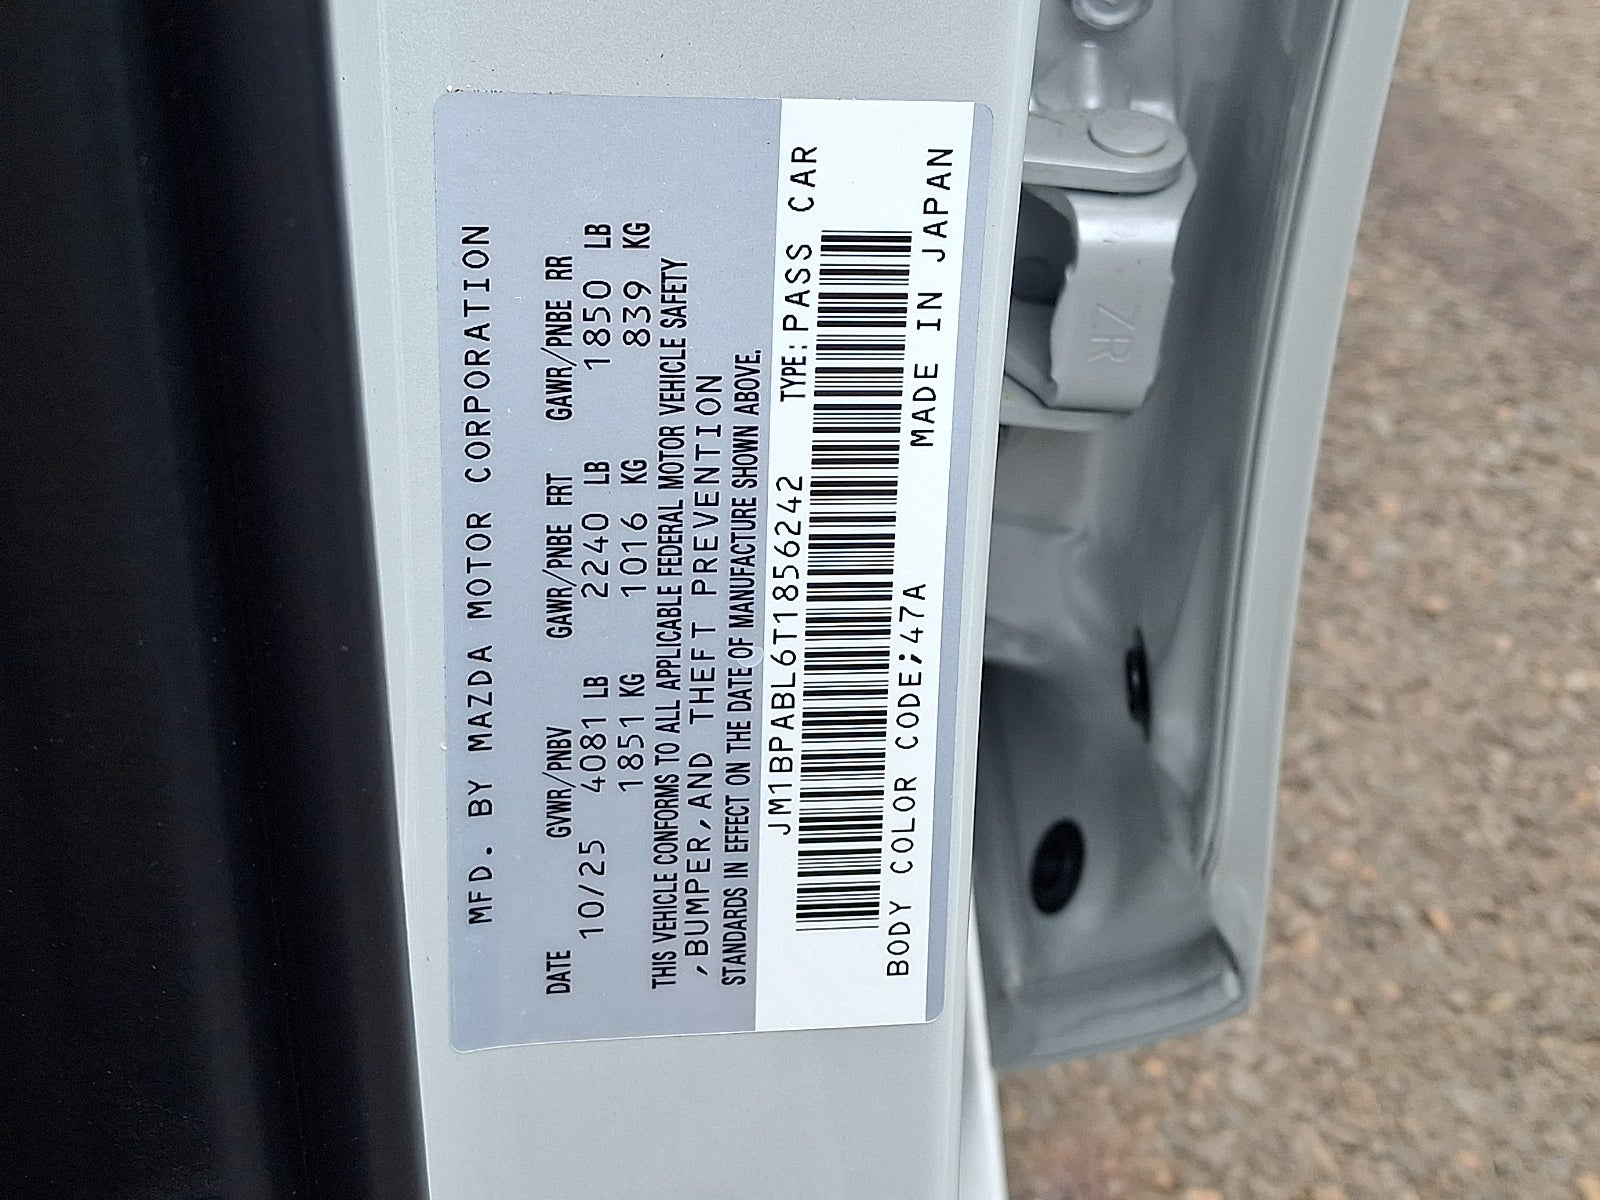 MFD. BY MAZDA MOTOR CORPORATION
DATE GVWR/PNBV GAWR/PNBE FRT GAWR/PNBE RR
10/25 4081 LB 2240 LB 1850 LB
1851 KG 1016 KG 839 KG
THIS VEHICLE CONFORMS TO ALL APPLICABLE FEDERAL MOTOR VEHICLE SAFETY
,BUMPER,AND THEFT PREVENTION
STANDARDS IN EFFECT ON THE DATE OF MANUFACTURE SHOWN ABOVE.
JM1BPABL6T1856242 TYPE:PASS CAR
BODY COLOR CODE;47A MADE IN JAPAN
ZR